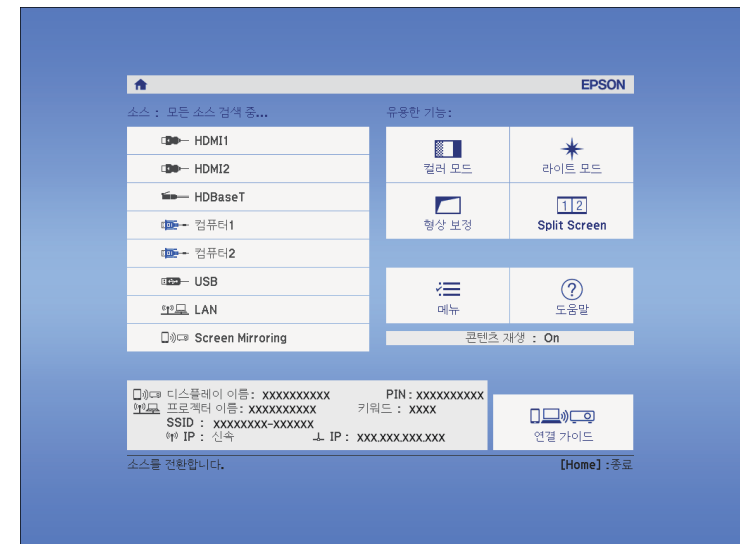 EPSON
소스 : 모든 소스 검색 중...
HDMI1
HDMI2
HDBaseT
컴퓨터1
컴퓨터2
USB
LAN
Screen Mirroring
유용한 기능:
컬러 모드
라이트 모드
형상 보정
1 2
Split Screen
메뉴
?
도움말
콘텐츠 재생 : On
디스플레이 이름: xxxxxxxxxx PIN : xxxxxxxxxx
프로젝터 이름: xxxxxxxxxx 키워드 : xxxx
SSID : xxxxxxxx-xxxxxx
IP : 신속 IP : xxx.xxx.xxx.xxx
연결 가이드
소스를 전환합니다. [Home] :종료